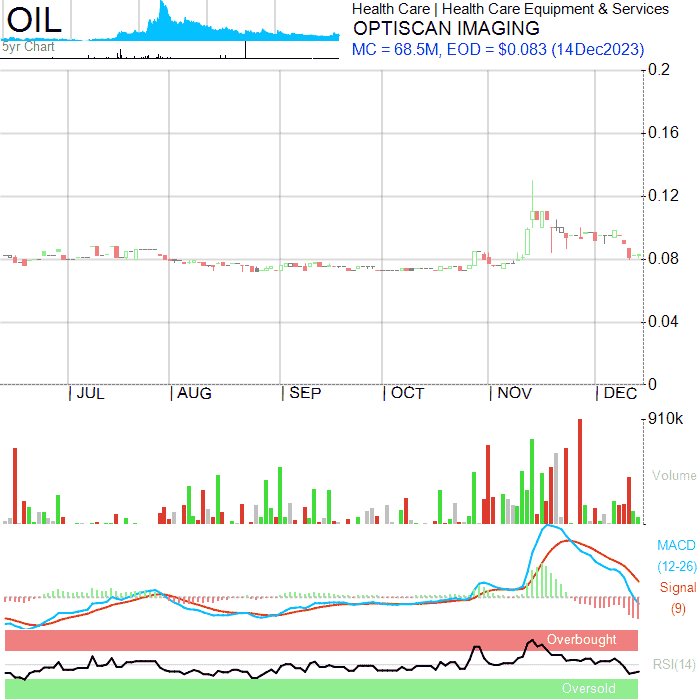 OIL
5yr Chart
Health Care | Health Care Equipment & Services
OPTISCAN IMAGING
MC = 68.5M, EOD = $0.083 (14Dec2023)
0.2
0.16
0.12
0.08
0.04
0
JUL AUG SEP OCT NOV DEC
910k
Volume
MACD
(12-26)
Signal
(9)
Overbought
RSI(14)
Oversold